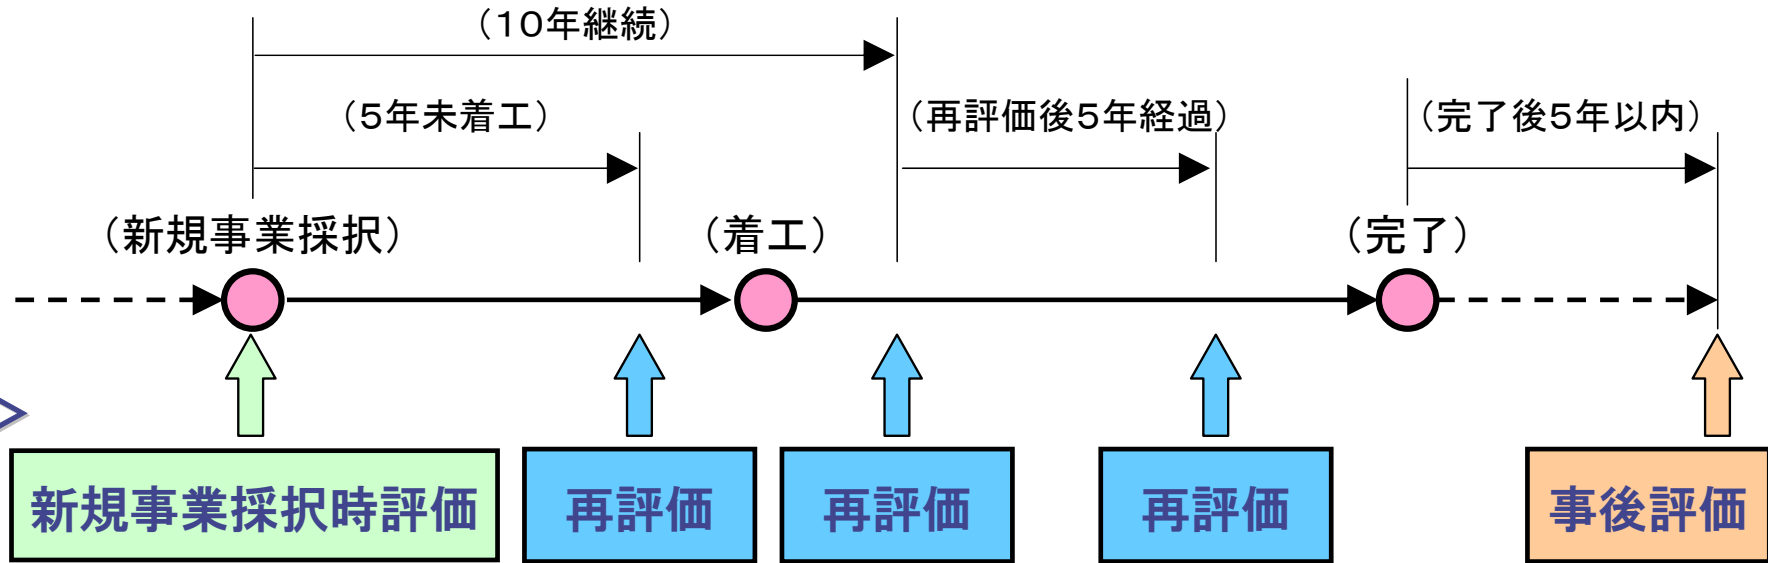 （10年継続）
（5年未着工）
（再評価後5年経過）
（完了後5年以内）
（新規事業採択）
（着工）
（完了）
新規事業採択時評価
再評価
再評価
再評価
事後評価